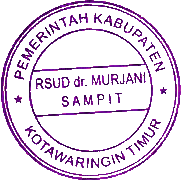 PEMERINTAH KABUPATEN
RSUD dr. MURJANI
SAMPIT
KOTAWARINGIN TIMUR